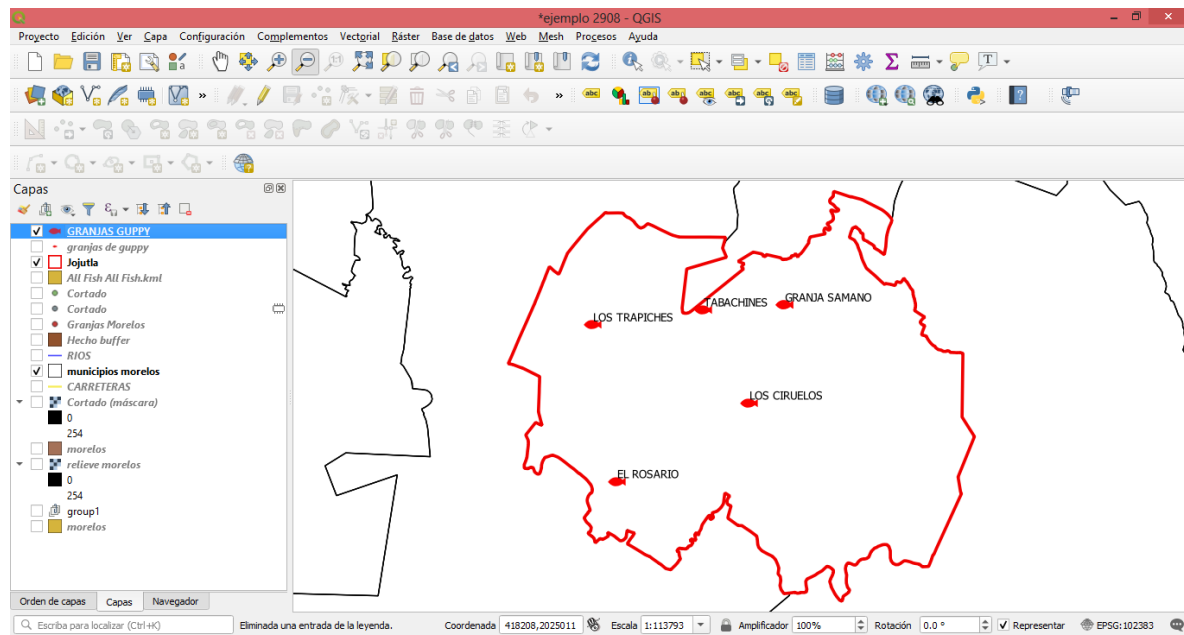 *ejemplo 2908 - QGIS
Proyecto Edición Ver Capa Configuración Complementos Vectorial Ráster Base de datos Web Mesh Procesos Ayuda
Capas
GRANJAS GUPPY
granjas de guppy
Jojutla
All Fish All Fish.kml
Cortado
Cortado
Granjas Morelos
Hecho buffer
RIOS
municipios morelos
CARRETERAS
Cortado (máscara)
0
254
morelos
relieve morelos
0
254
group1
morelos
LOS TRAPICHES
TABACHINES
GRANJA SAMANO
LOS CIRUELOS
EL ROSARIO
Orden de capas Capas Navegador
Escriba para localizar (Ctrl+K) Eliminada una entrada de la leyenda. Coordenada 418208,2025011 Escala 1:113793 Amplificador 100% Rotación 0.0 ° Representar EPSG:102383